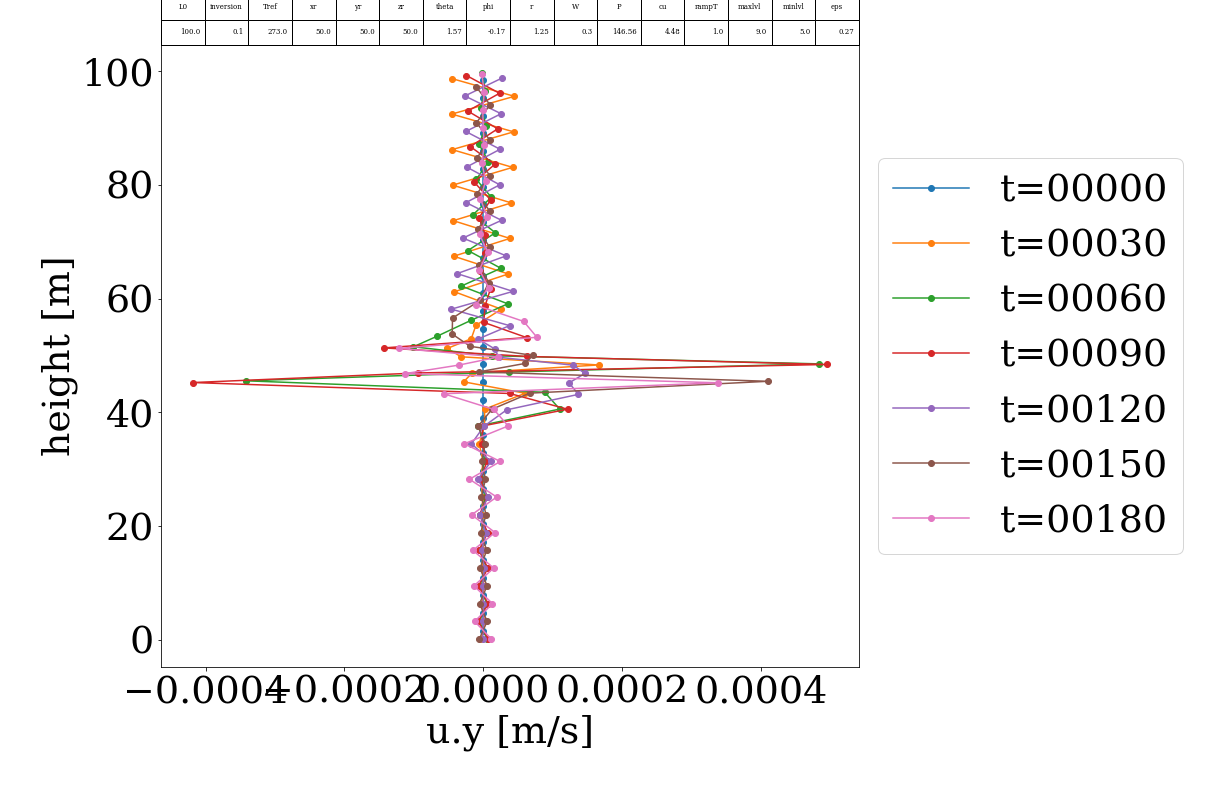 L0 inversion Tref xr yr zr theta phi r W P cu rampT maxlvl minlvl eps
100.0 0.1 273.0 50.0 50.0 50.0 1.57 -0.17 1.25 0.3 146.56 4.48 1.0 9.0 5.0 0.27
100
80
60
40
20
0
height [m]
−0.0004 −0.0002 0.0000 0.0002 0.0004
u.y [m/s]
t=00000
t=00030
t=00060
t=00090
t=00120
t=00150
t=00180